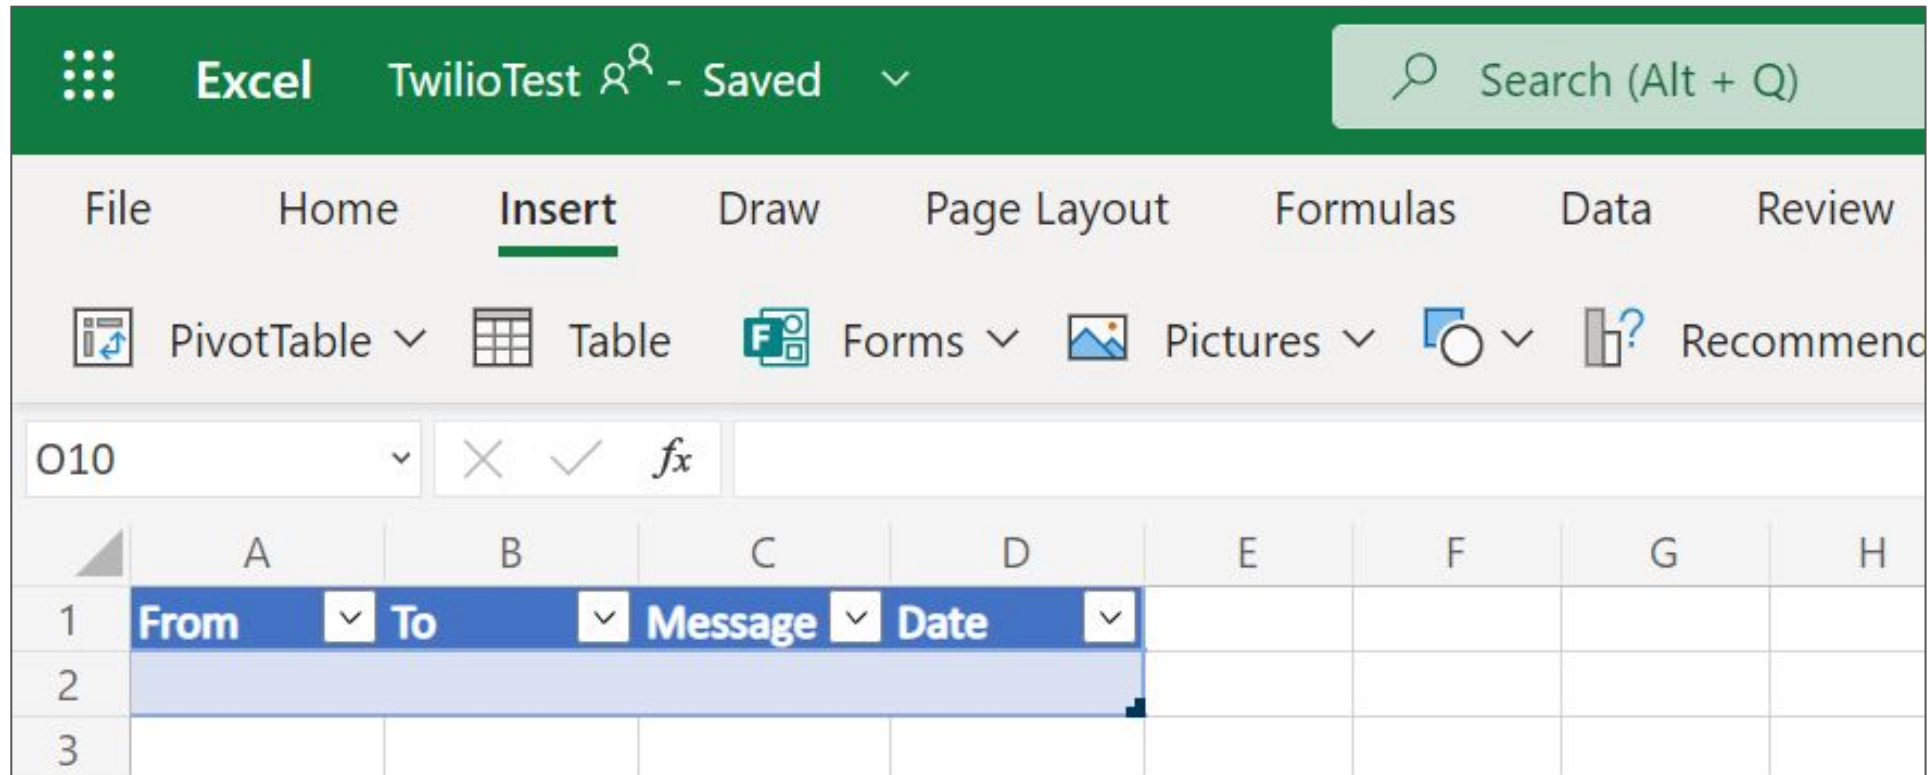 Excel TwilioTest - Saved Search (Alt + Q)
File Home Insert Draw Page Layout Formulas Data Review
PivotTable Table F Forms Pictures ? Recommend
O10 fx
A B C D E F G H
1 From To Message Date
2
3